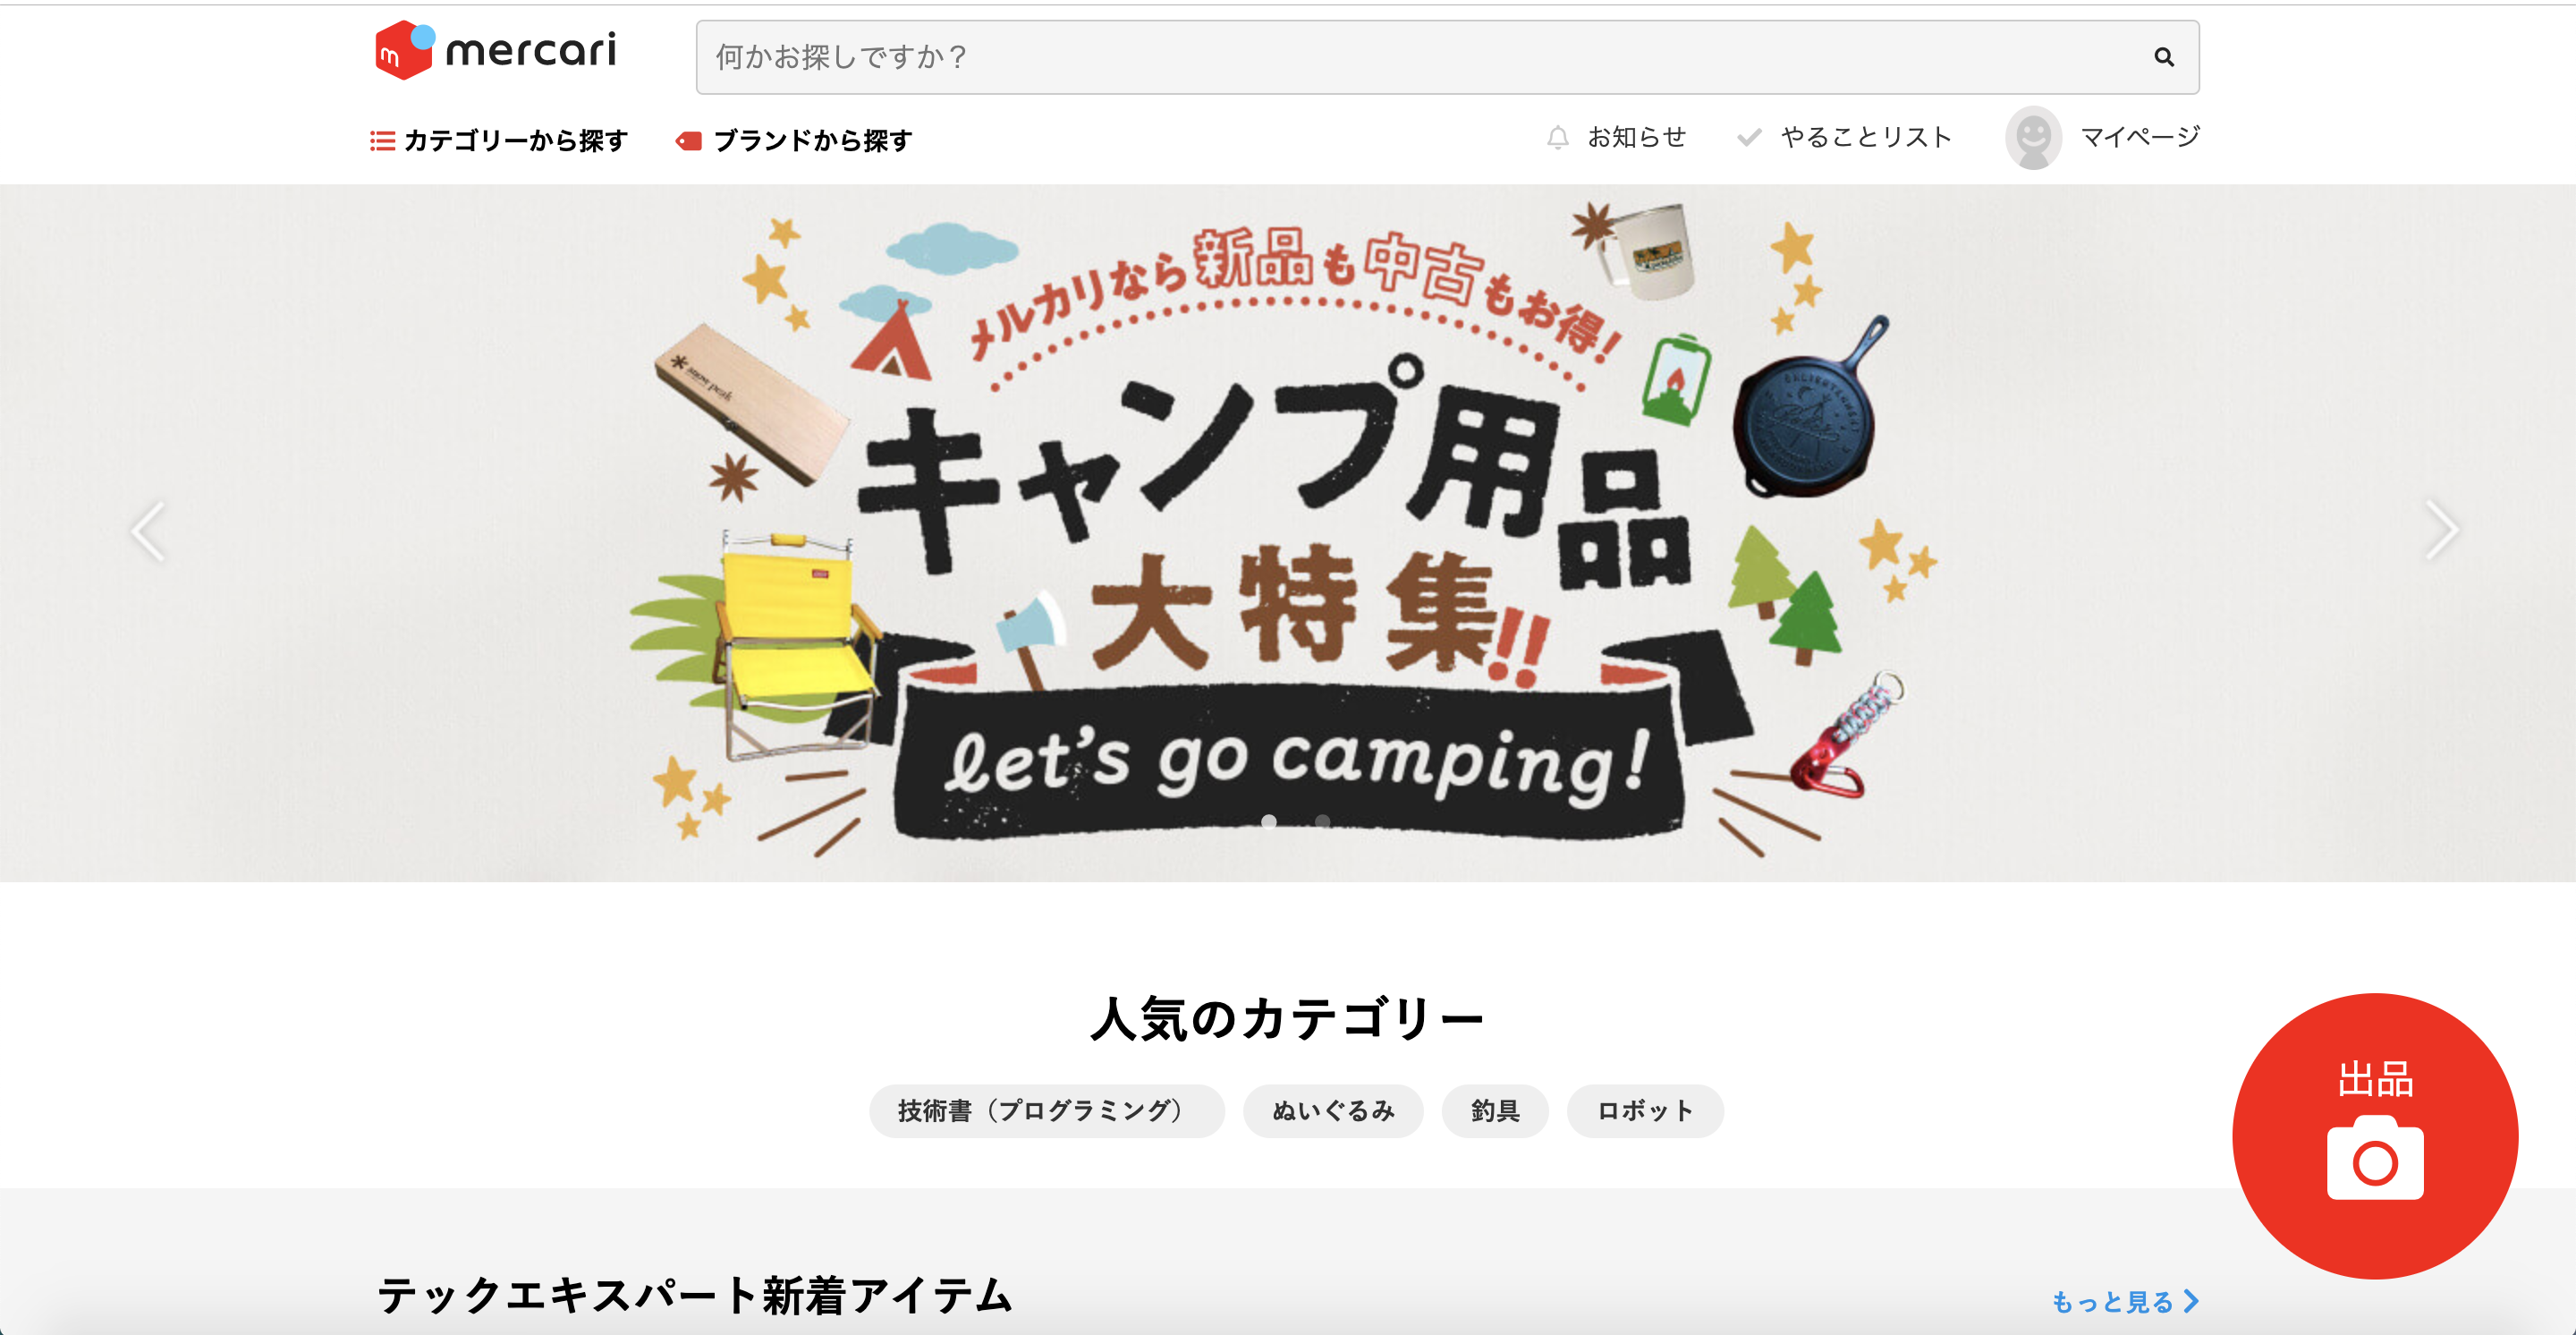 mercari
何かお探しですか？
カテゴリーから探す
ブランドから探す
お知らせ
やることリスト
マイページ
メルカリなら新品も中古もお得!
snow peak
キャンプ用品
大特集!!
let's go camping!
人気のカテゴリー
技術書（プログラミング）
ぬいぐるみ
釣具
ロボット
出品
テックエキスパート新着アイテム
もっと見る